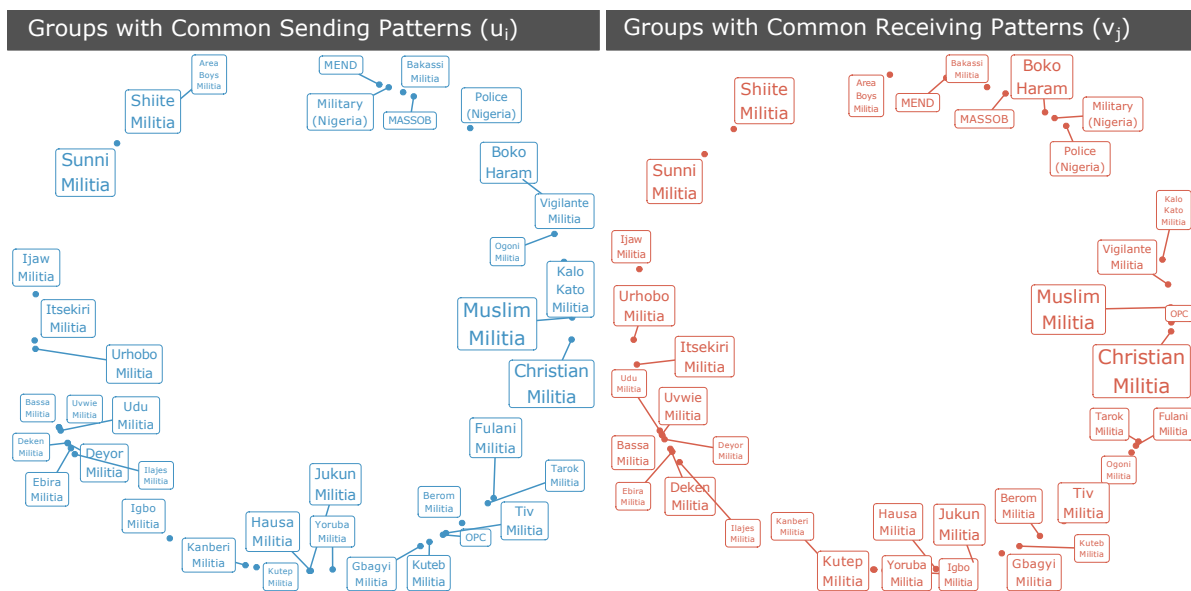 Groups with Common Sending Patterns (uᵢ)
Area
Boys
Militia
Shiite
Militia
Sunni
Militia
MEND
Military
(Nigeria)
Bakassi
Militia
MASSOB
Police
(Nigeria)
Boko
Haram
Vigilante
Militia
Ogoni
Militia
Kalo
Kato
Militia
Muslim
Militia
Christian
Militia
Ijaw
Militia
Itsekiri
Militia
Urhobo
Militia
Bassa
Militia
Uvwie
Militia
Udu
Militia
Deken
Militia
Deyor
Militia
Ilajes
Militia
Ebira
Militia
Igbo
Militia
Kanberi
Militia
Kutep
Militia
Hausa
Militia
Jukun
Militia
Yoruba
Militia
Gbagyi
Militia
Kuteb
Militia
Berom
Militia
OPC
Tiv
Militia
Tarok
Militia
Fulani
Militia
Groups with Common Receiving Patterns (vⱼ)
Shiite
Militia
Sunni
Militia
Area
Boys
Militia
MEND
Bakassi
Militia
MASSOB
Boko
Haram
Military
(Nigeria)
Police
(Nigeria)
Kalo
Kato
Militia
Vigilante
Militia
Muslim
Militia
OPC
Christian
Militia
Ijaw
Militia
Urhobo
Militia
Itsekiri
Militia
Udu
Militia
Uvwie
Militia
Bassa
Militia
Deyor
Militia
Ebira
Militia
Deken
Militia
Ilajes
Militia
Kanberi
Militia
Kutep
Militia
Hausa
Militia
Yoruba
Militia
Jukun
Militia
Igbo
Militia
Berom
Militia
Gbagyi
Militia
Kuteb
Militia
Tiv
Militia
Ogoni
Militia
Tarok
Militia
Fulani
Militia